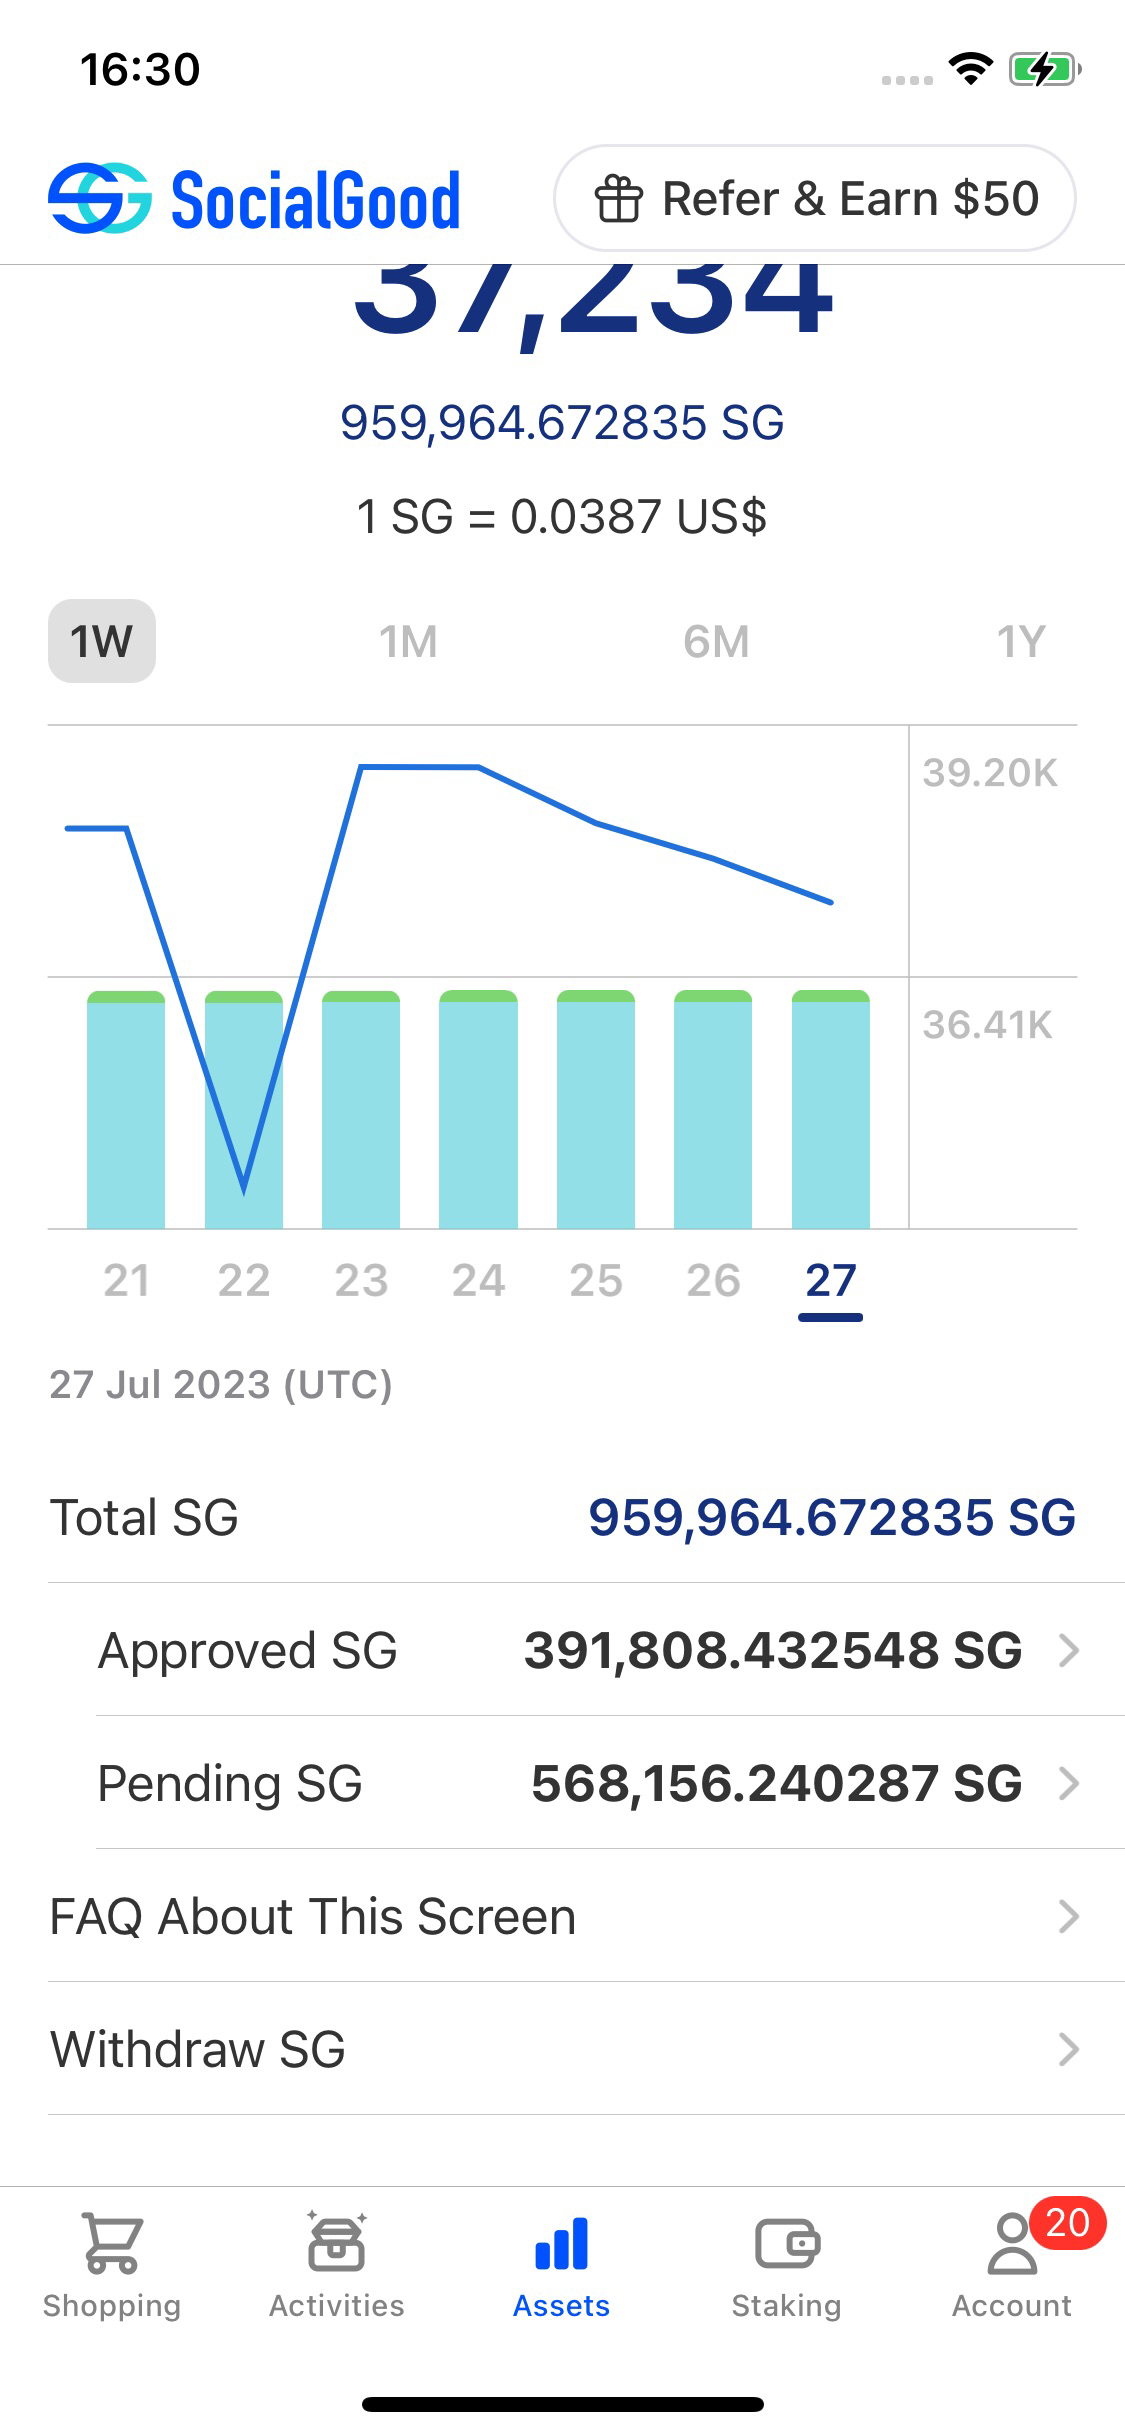 16:30
SocialGood
Refer & Earn $50
37,234
959,964.672835 SG
1 SG = 0.0387 US$
1W 1M 6M 1Y
39.20K
36.41K
21 22 23 24 25 26 27
27 Jul 2023 (UTC)
Total SG 959,964.672835 SG
Approved SG 391,808.432548 SG
Pending SG 568,156.240287 SG
FAQ About This Screen
Withdraw SG
20
Shopping Activities Assets Staking Account